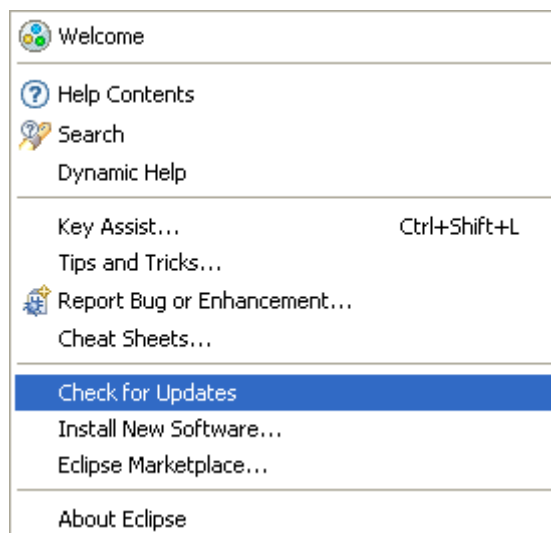 Welcome
Help Contents
Search
Dynamic Help
Key Assist... Ctrl+Shift+L
Tips and Tricks...
Report Bug or Enhancement...
Cheat Sheets...
Check for Updates
Install New Software...
Eclipse Marketplace...
About Eclipse